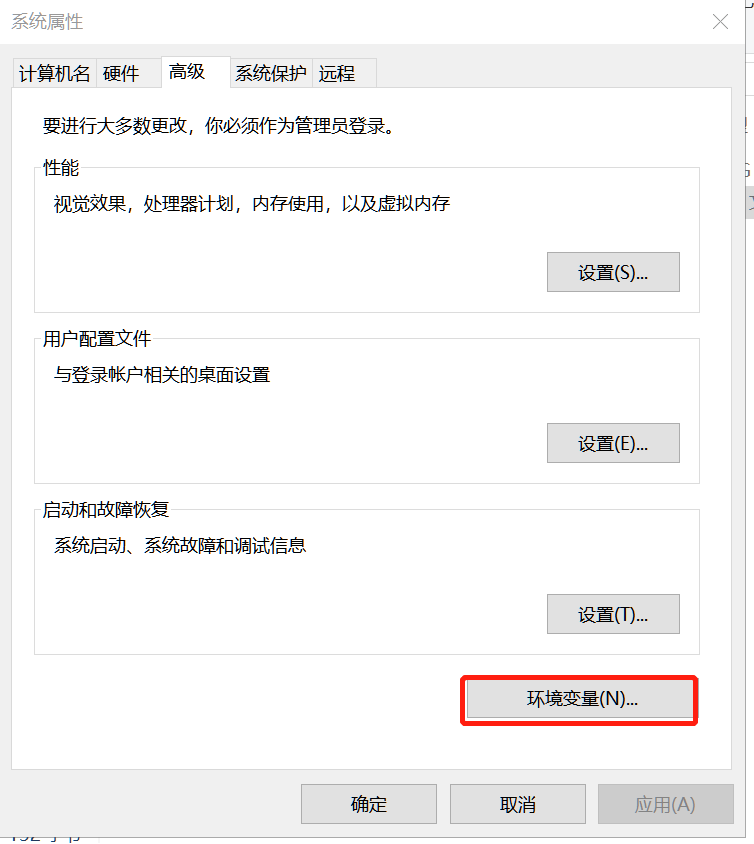 系统属性
计算机名 硬件 高级 系统保护 远程
要进行大多数更改，你必须作为管理员登录。
性能
视觉效果，处理器计划，内存使用，以及虚拟内存
设置(S)...
用户配置文件
与登录帐户相关的桌面设置
设置(E)...
启动和故障恢复
系统启动、系统故障和调试信息
设置(T)...
环境变量(N)...
确定 取消 应用(A)